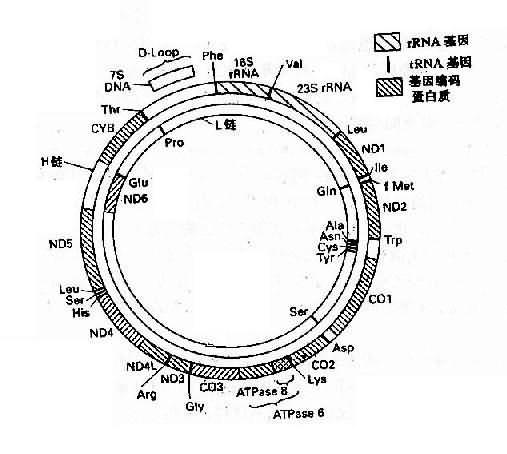 D-Loop
7S
DNA
Phe
16S
rRNA
Val
23S rRNA
rRNA 基因
tRNA 基因
基因编码
蛋白质
Thr
CYB
Pro
L链
Leu
ND1
Ile
f Met
H链
Glu
ND6
Gln
ND2
Ala
Asn
Cys
Tyr
Trp
ND5
CO1
Leu
Ser
His
Ser
ND4
Asp
ND4L
CO2
Arg
ND3
CO3
Lys
Gly
ATPase 8
ATPase 6